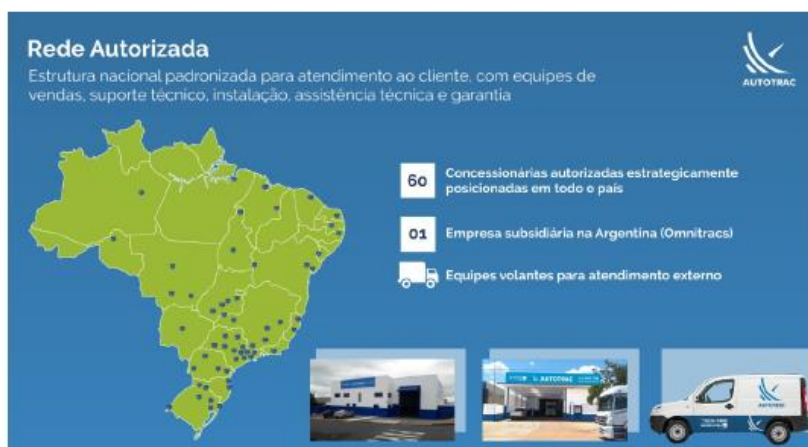 Rede Autorizada
Estrutura nacional padronizada para atendimento ao cliente, com equipes de
vendas, suporte técnico, instalação, assistência técnica e garantia
AUTOTRAC
60
Concessionárias autorizadas estrategicamente
posicionadas em todo o país
01
Empresa subsidiária na Argentina (Omnitracs)
Equipes volantes para atendimento externo
AUTOTRAC
AUTOTRAC